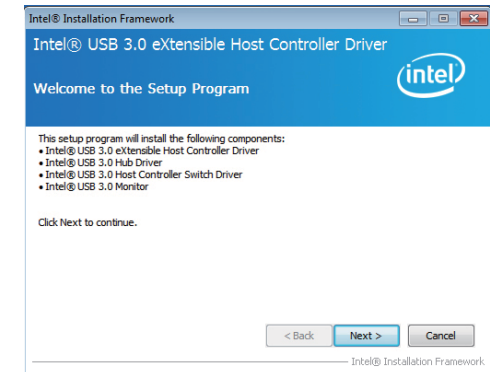 Intel® Installation Framework
Intel® USB 3.0 eXtensible Host Controller Driver
Welcome to the Setup Program
intel
This setup program will install the following components:
• Intel® USB 3.0 eXtensible Host Controller Driver
• Intel® USB 3.0 Hub Driver
• Intel® USB 3.0 Host Controller Switch Driver
• Intel® USB 3.0 Monitor
Click Next to continue.
< Back Next > Cancel
Intel® Installation Framework